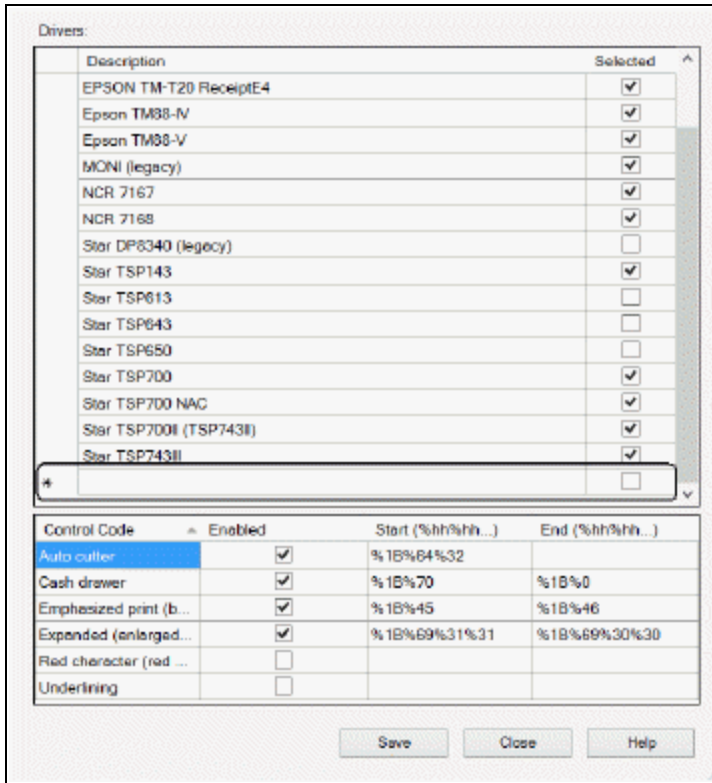 Drivers:
Description Selected
EPSON TM-T20 ReceiptE4
Epson TM88-IV
Epson TM88-V
MONI (legacy)
NCR 7167
NCR 7168
Star DP8340 (legacy)
Star TSP143
Star TSP613
Star TSP643
Star TSP650
Star TSP700
Star TSP700 NAC
Star TSP700II (TSP743II)
Star TSP743III
*
Control Code Enabled Start (%hh%hh...) End (%hh%hh...)
Auto cutter %1B%64%32
Cash drawer %1B%70 %1B%0
Emphasized print (b... %1B%45 %1B%46
Expanded (enlarged... %1B%69%31%31 %1B%69%30%30
Red character (red ...
Underlining
Save Close Help